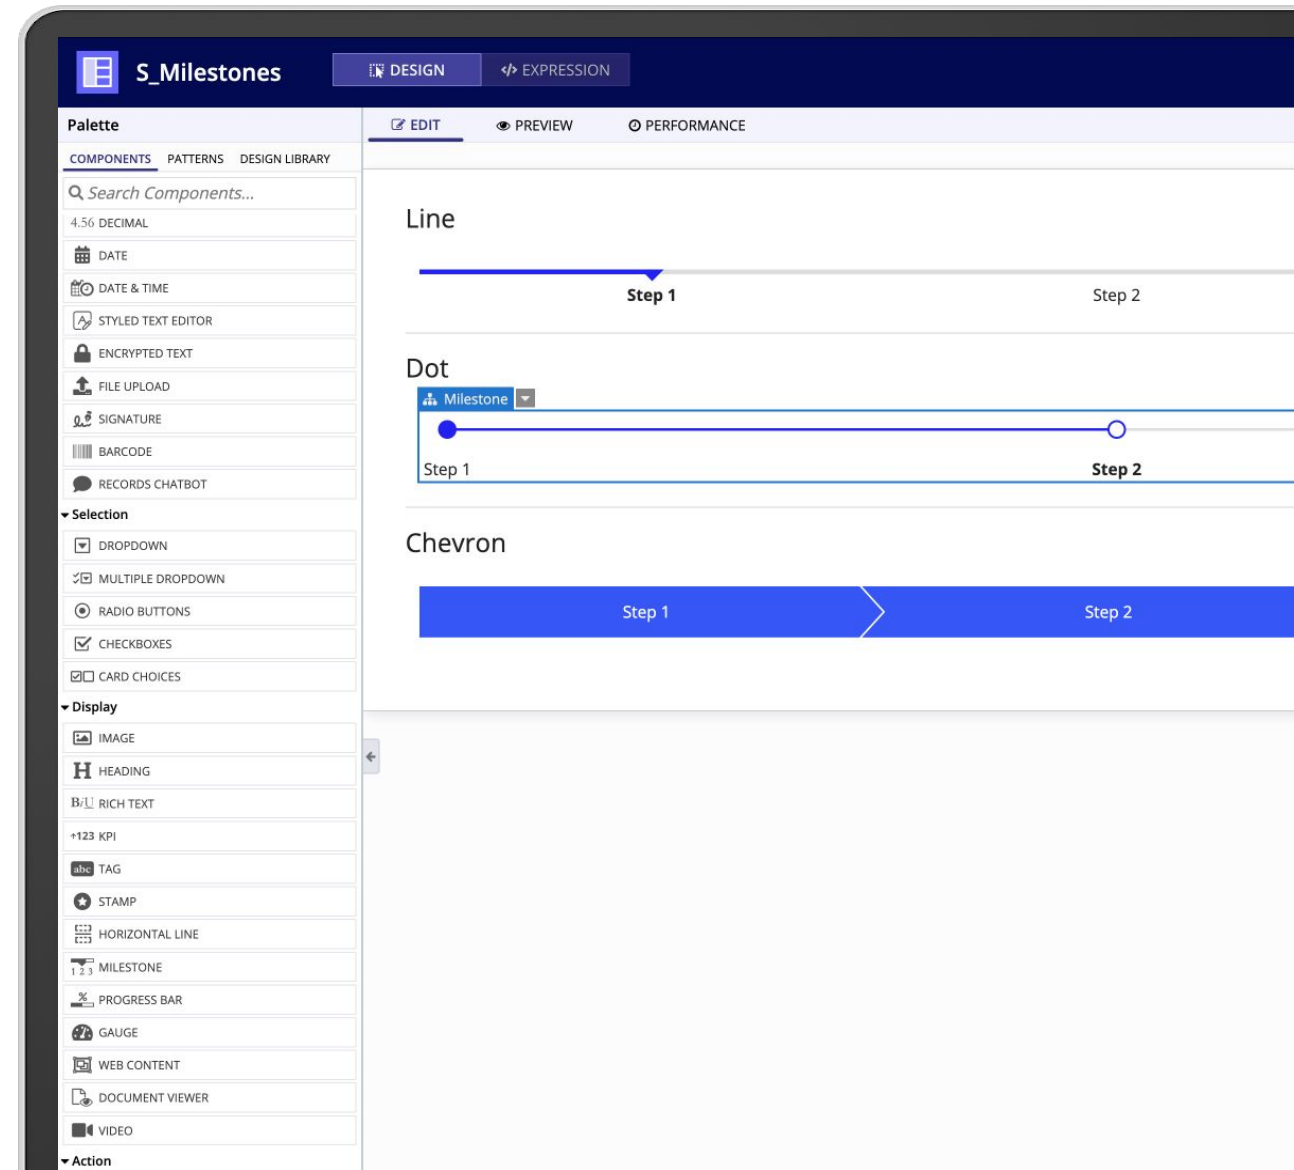 S_Milestones
DESIGN
</> EXPRESSION
Palette
EDIT
PREVIEW
PERFORMANCE
COMPONENTS
PATTERNS
DESIGN LIBRARY
Search Components...
4.56 DECIMAL
DATE
DATE & TIME
STYLED TEXT EDITOR
ENCRYPTED TEXT
FILE UPLOAD
SIGNATURE
BARCODE
RECORDS CHATBOT
Selection
DROPDOWN
MULTIPLE DROPDOWN
RADIO BUTTONS
CHECKBOXES
CARD CHOICES
Display
IMAGE
H HEADING
BiU RICH TEXT
+123 KPI
abc TAG
STAMP
HORIZONTAL LINE
1 2 3 MILESTONE
% PROGRESS BAR
GAUGE
WEB CONTENT
DOCUMENT VIEWER
VIDEO
Action
Line
Step 1
Step 2
Dot
Milestone
Step 1
Step 2
Chevron
Step 1
Step 2